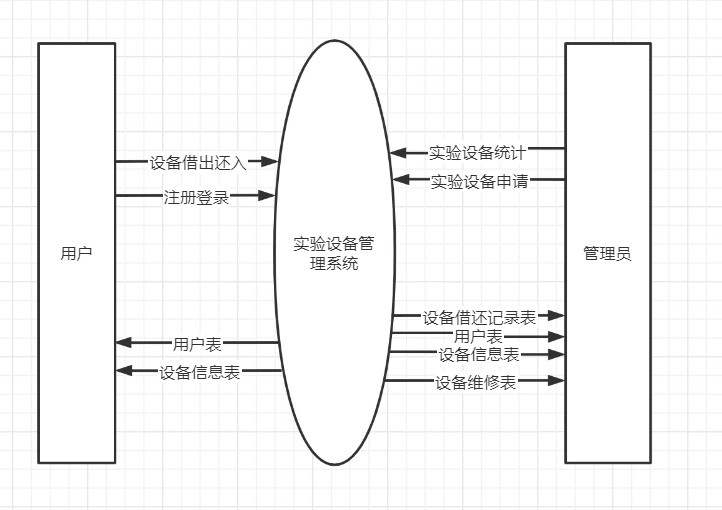 设备借出还入
注册登录
用户
用户表
设备信息表
实验设备管
理系统
实验设备统计
实验设备申请
管理员
设备借还记录表
用户表
设备信息表
设备维修表